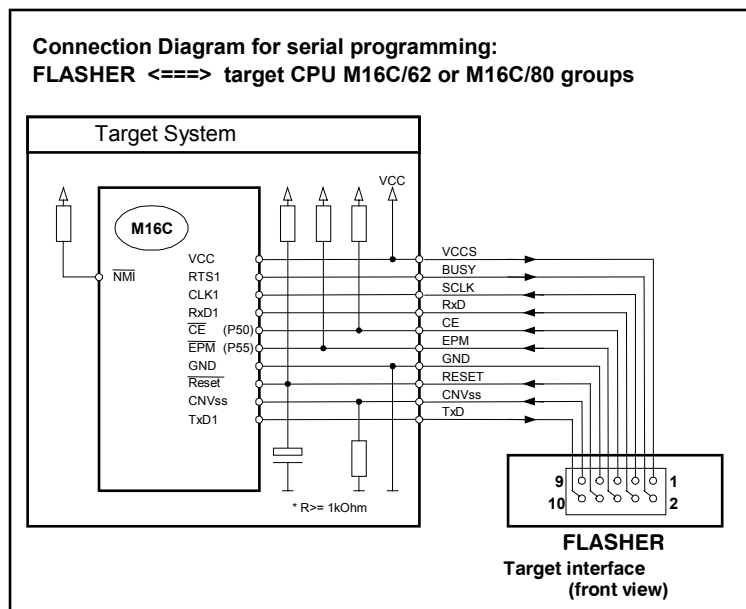 Connection Diagram for serial programming:
FLASHER <===> target CPU M16C/62 or M16C/80 groups
Target System
VCC
M16C
NMI
VCC
RTS1
CLK1
RxD1
CE (P50)
EPM (P55)
GND
Reset
CNVss
TxD1
VCCS
BUSY
SCLK
RxD
CE
EPM
GND
RESET
CNVss
TxD
* R>= 1kOhm
9 1
10 2
FLASHER
Target interface
(front view)